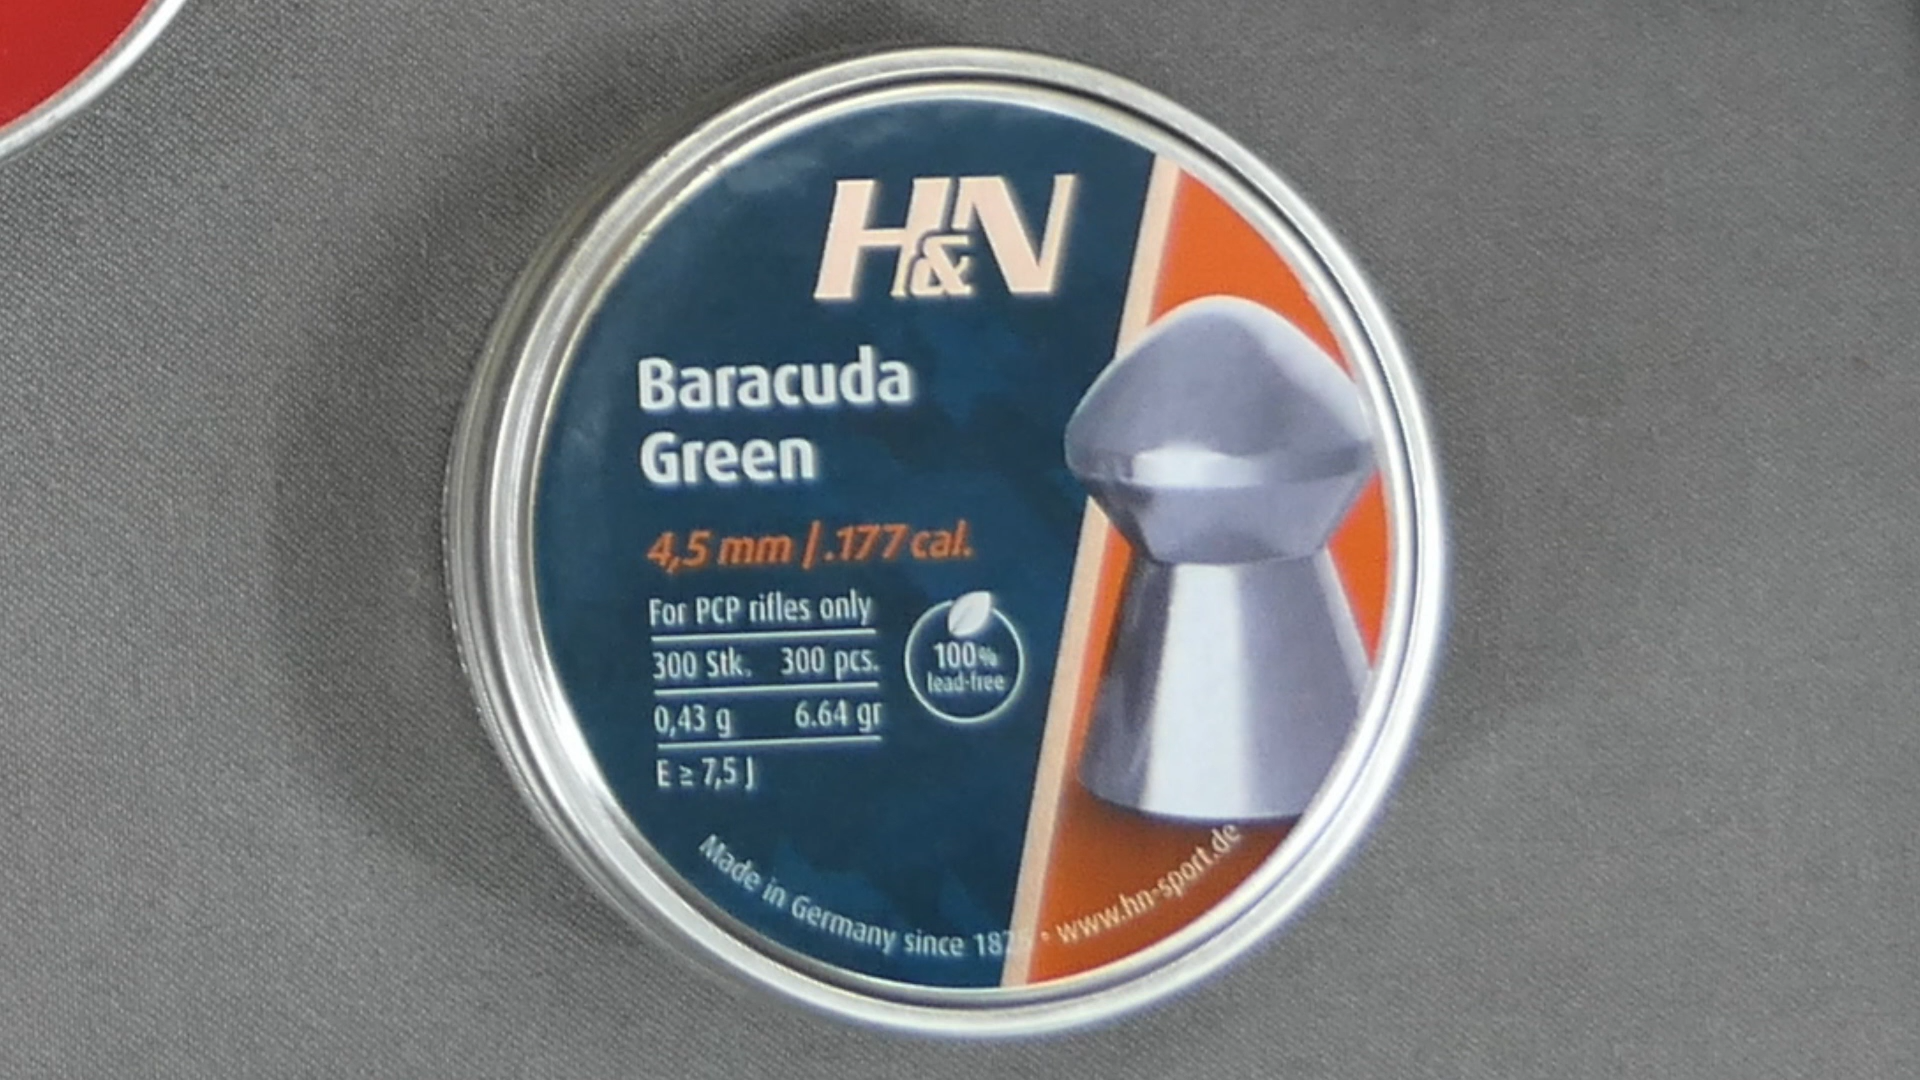 H&N
Baracuda
Green
4,5 mm / .177 cal.
For PCP rifles only
300 Stk. 300 pcs.
0,43 g 6.64 gr
E ≥ 7,5 J
100%
lead-free
Made in Germany since • www.hn-sport.de